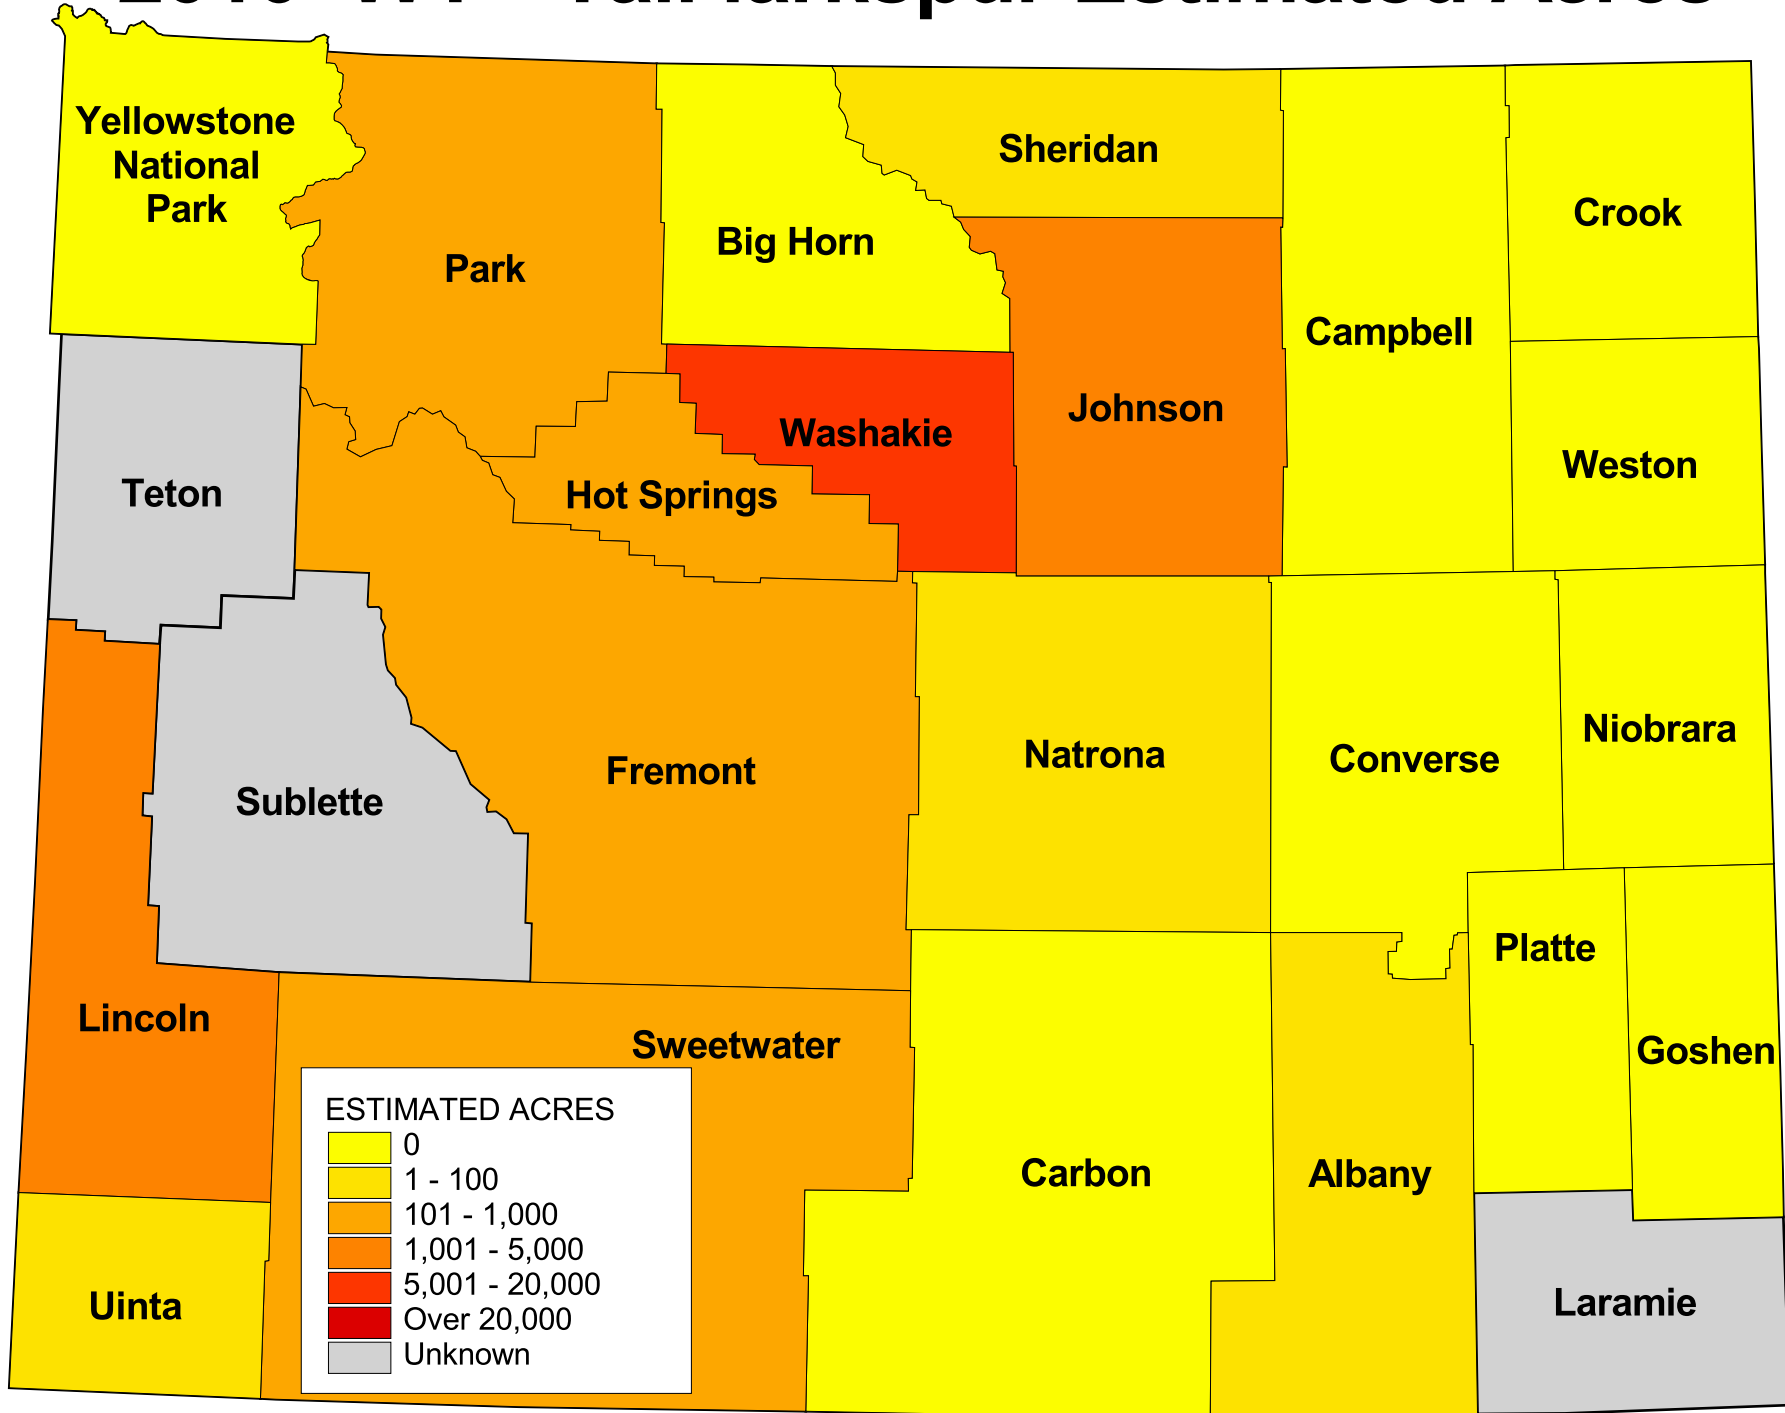 Estimated Acres
Yellowstone
National
Park
Park
Big Horn
Sheridan
Campbell
Crook
Johnson
Washakie
Hot Springs
Weston
Teton
Sublette
Fremont
Natrona
Converse
Niobrara
Platte
Goshen
Lincoln
Sweetwater
Carbon
Albany
Uinta
Laramie
ESTIMATED ACRES
0
1 - 100
101 - 1,000
1,001 - 5,000
5,001 - 20,000
Over 20,000
Unknown